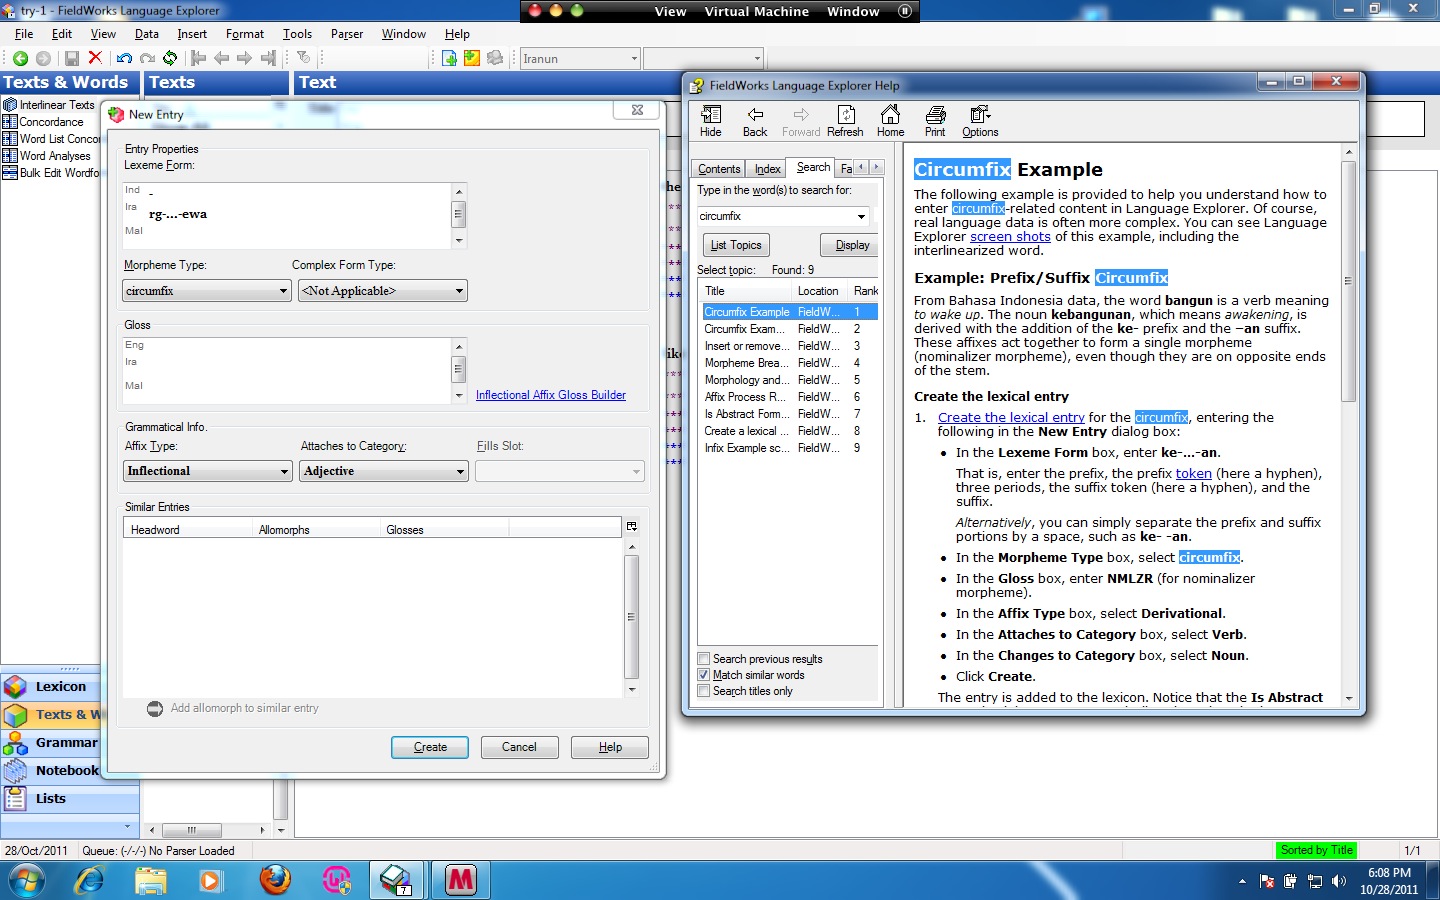 try-1 - FieldWorks Language Explorer
View Virtual Machine Window
File Edit View Data Insert Format Tools Parser Window Help
Iranun
Texts & Words
Texts
Text
Interlinear Texts
Concordance
Word List Concor
Word Analyses
Bulk Edit Wordfo
New Entry
Entry Properties
Lexeme Form:
Ind -
Ira rg-...-ewa
Mal
Morpheme Type: Complex Form Type:
circumfix <Not Applicable>
Gloss
Eng
Ira
Mal
Inflectional Affix Gloss Builder
Grammatical Info.
Affix Type: Attaches to Category: Fills Slot:
Inflectional Adjective
Similar Entries
Headword Allomorphs Glosses
Add allomorph to similar entry
Create Cancel Help
Lexicon
Texts & W
Grammar
Notebook
Lists
FieldWorks Language Explorer Help
Hide Back Forward Refresh Home Print Options
Contents Index Search Fa
Type in the word(s) to search for:
circumfix
List Topics Display
Select topic: Found: 9
Title Location Rank
Circumfix Example FieldW... 1
Circumfix Exam... FieldW... 2
Insert or remove... FieldW... 3
Morpheme Brea... FieldW... 4
Morphology and... FieldW... 5
Affix Process R... FieldW... 6
Is Abstract Form... FieldW... 7
Create a lexical ... FieldW... 8
Infix Example sc... FieldW... 9
Search previous results
Match similar words
Search titles only
Circumfix Example
The following example is provided to help you understand how to
enter circumfix-related content in Language Explorer. Of course,
real language data is often more complex. You can see Language
Explorer screen shots of this example, including the
interlinearized word.
Example: Prefix/Suffix Circumfix
From Bahasa Indonesia data, the word bangun is a verb meaning
to wake up. The noun kebangunan, which means awakening, is
derived with the addition of the ke- prefix and the –an suffix.
These affixes act together to form a single morpheme
(nominalizer morpheme), even though they are on opposite ends
of the stem.
Create the lexical entry
1. Create the lexical entry for the circumfix, entering the
following in the New Entry dialog box:
• In the Lexeme Form box, enter ke-...-an.
That is, enter the prefix, the prefix token (here a hyphen),
three periods, the suffix token (here a hyphen), and the
suffix.
Alternatively, you can simply separate the prefix and suffix
portions by a space, such as ke- -an.
• In the Morpheme Type box, select circumfix.
• In the Gloss box, enter NMLZR (for nominalizer
morpheme).
• In the Affix Type box, select Derivational.
• In the Attaches to Category box, select Verb.
• In the Changes to Category box, select Noun.
• Click Create.
The entry is added to the lexicon. Notice that the Is Abstract
28/Oct/2011 Queue: (-/-/-) No Parser Loaded
Sorted by Title 1/1
7
6:08 PM
10/28/2011